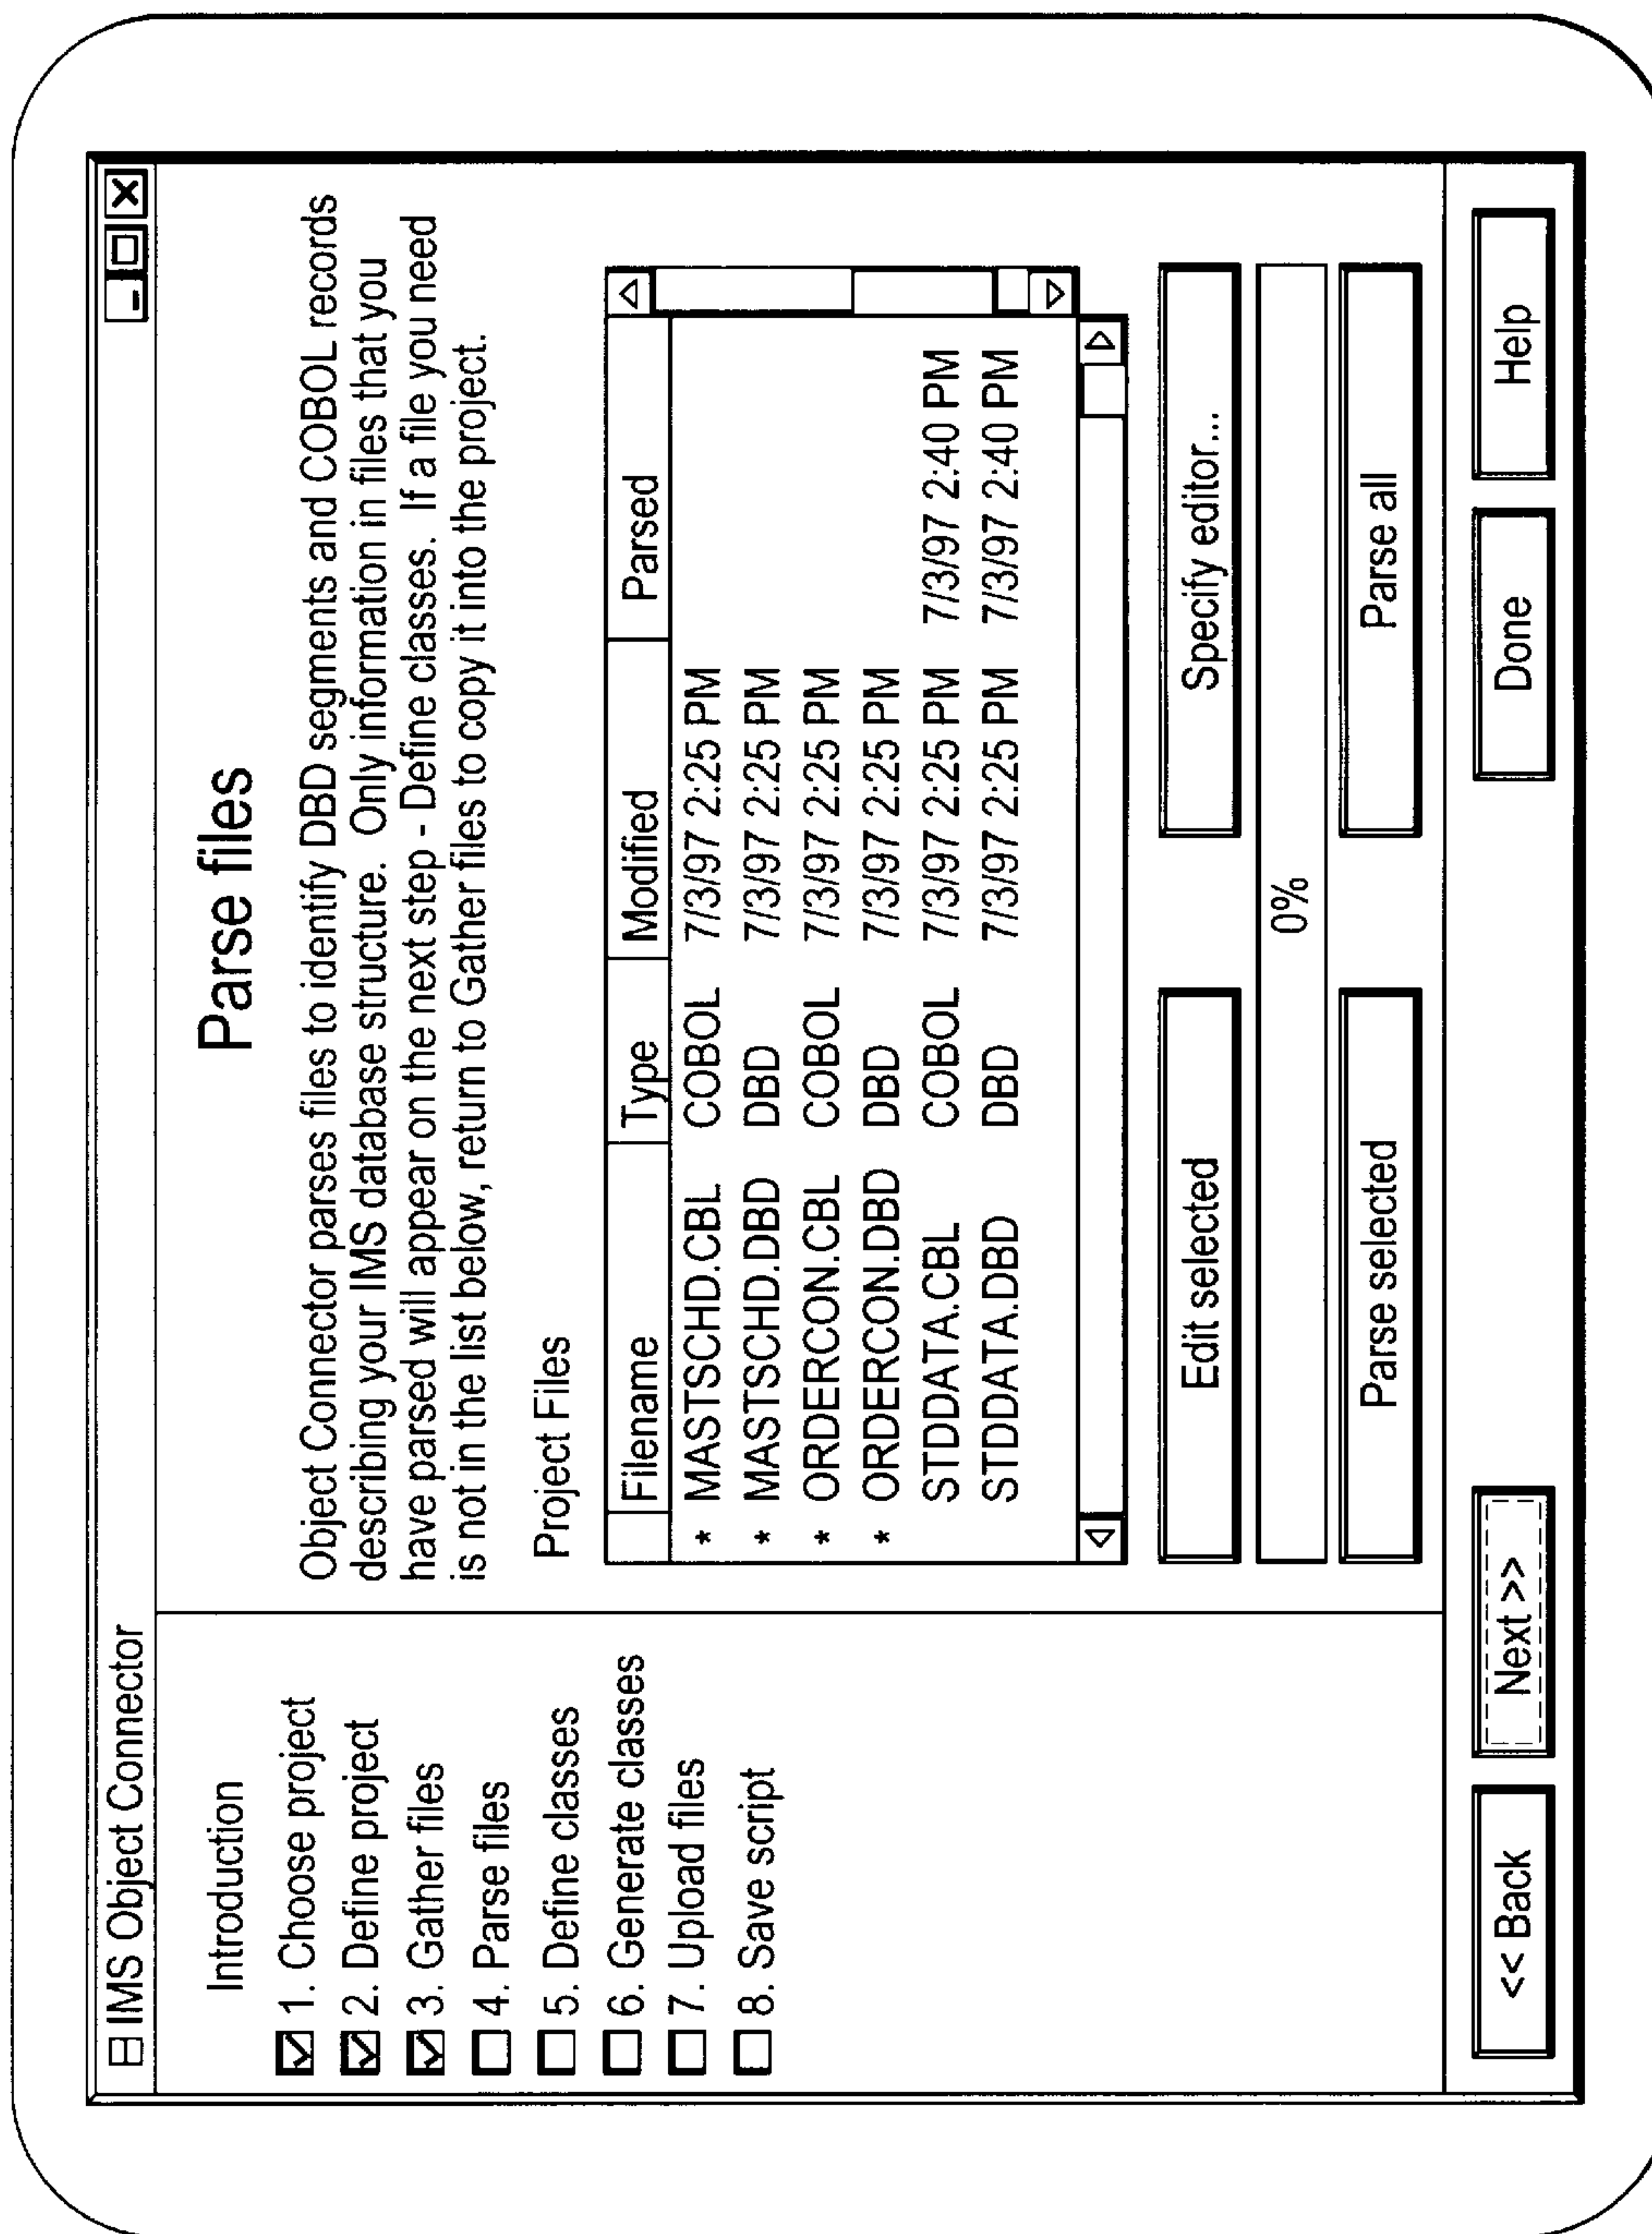 IMS Object Connector
Introduction
1. Choose project
2. Define project
3. Gather files
4. Parse files
5. Define classes
6. Generate classes
7. Upload files
8. Save script
Parse files
Object Connector parses files to identify DBD segments and COBOL records
describing your IMS database structure. Only information in files that you
have parsed will appear on the next step - Define classes. If a file you need
is not in the list below, return to Gather files to copy it into the project.
Project Files
Filename Type Modified Parsed
* MASTSCHD.CBL COBOL 7/3/97 2:25 PM
* MASTSCHD.DBD DBD 7/3/97 2:25 PM
* ORDERCON.CBL COBOL 7/3/97 2:25 PM
* ORDERCON.DBD DBD 7/3/97 2:25 PM
STDDATA.CBL COBOL 7/3/97 2:25 PM 7/3/97 2:40 PM
STDDATA.DBD DBD 7/3/97 2:25 PM 7/3/97 2:40 PM
Edit selected Specify editor...
0%
Parse selected Parse all
<< Back Next >> Done Help